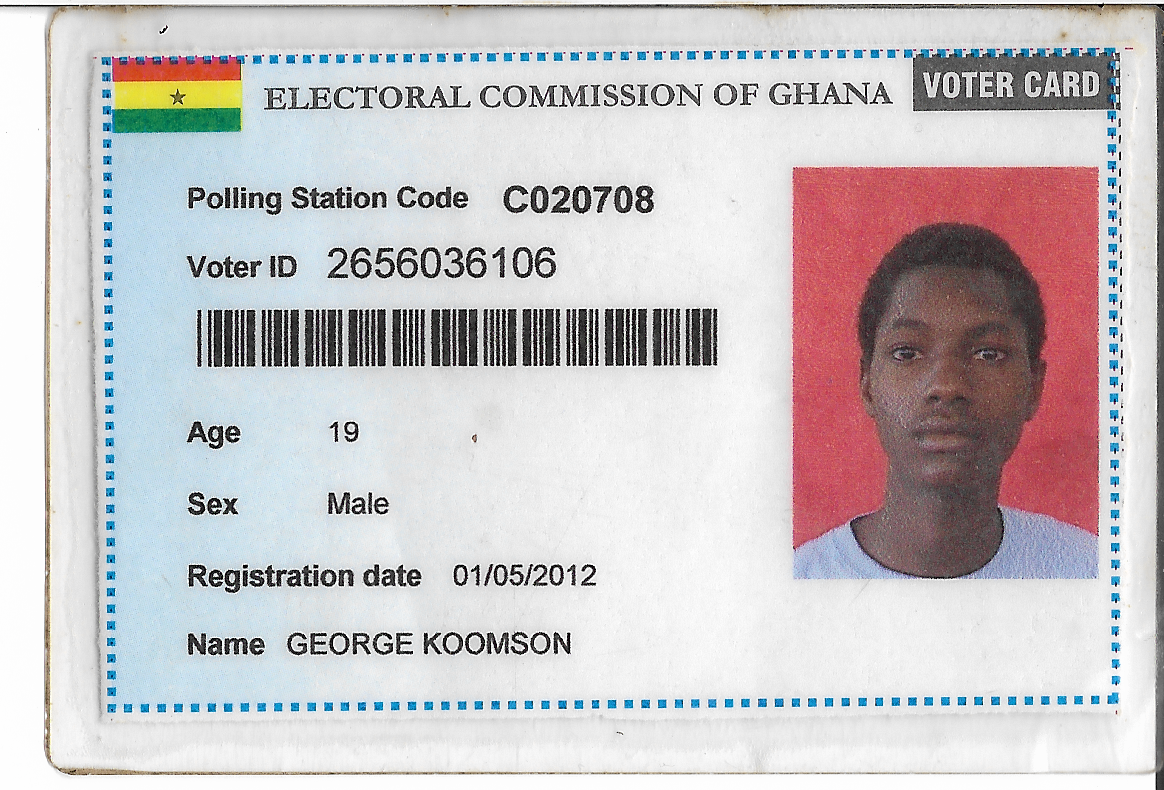 ELECTORAL COMMISSION OF GHANA
VOTER CARD
Polling Station Code C020708
Voter ID 2656036106
Age 19
Sex Male
Registration date 01/05/2012
Name GEORGE KOOMSON